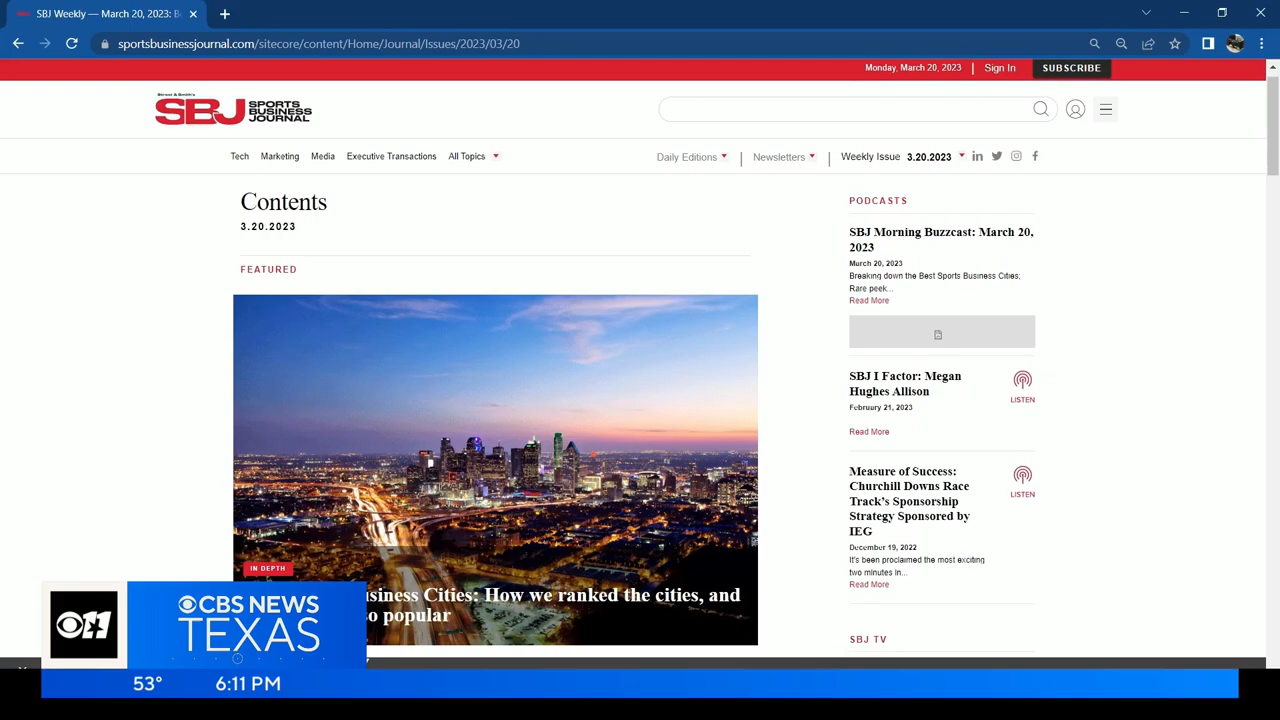 SBJ Weekly — March 20, 2023: B
sportsbusinessjournal.com/sitecore/content/Home/Journal/Issues/2023/03/20
Monday, March 20, 2023 | Sign In SUBSCRIBE
SBJ SPORTS
BUSINESS
JOURNAL
Tech Marketing Media Executive Transactions All Topics
Daily Editions | Newsletters | Weekly Issue 3.20.2023
Contents
3.20.2023
FEATURED
IN DEPTH
siness Cities: How we ranked the cities, and
so popular
PODCASTS
SBJ Morning Buzzcast: March 20,
2023
March 20, 2023
Breaking down the Best Sports Business Cities;
Rare peek...
Read More
SBJ I Factor: Megan
Hughes Allison
February 21, 2023
LISTEN
Read More
Measure of Success:
Churchill Downs Race
Track's Sponsorship
Strategy Sponsored by
IEG
LISTEN
December 19, 2022
It's been proclaimed the most exciting
two minutes in...
Read More
SBJ TV
11
CBS NEWS
TEXAS
53° 6:11 PM